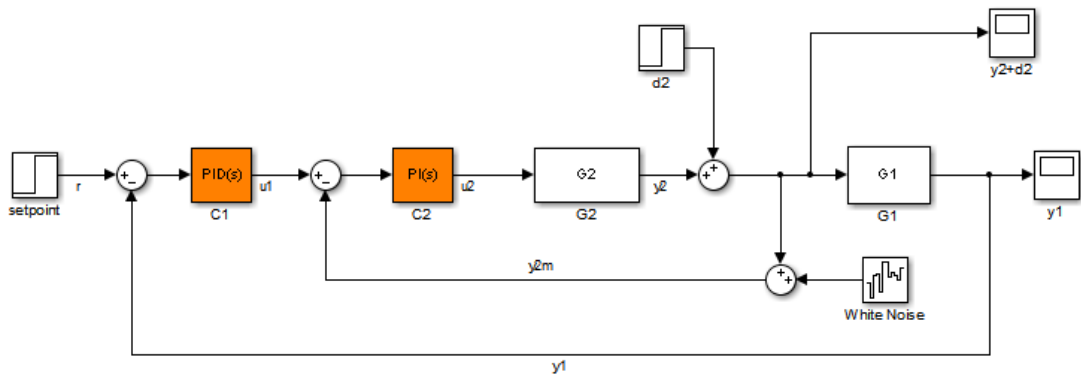 d2
y2+d2
setpoint
r
+
-
PID(s)
C1
u1
+
-
PI(s)
C2
u2
G2
G2
y2
+
+
G1
G1
y1
y2m
+
+
White Noise
y1